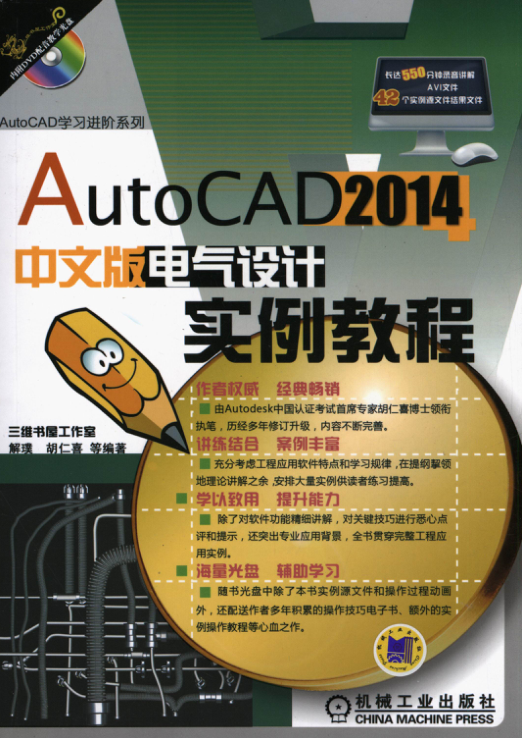 内附DVD配音教学光盘
长达550分钟录音讲解
AVI文件
42个实例源文件结果文件
AutoCAD学习进阶系列
AutoCAD 2014
中文版电气设计
实例教程
三维书屋工作室
解璞 胡仁喜 等编著
作者权威 经典畅销
由Autodesk中国认证考试首席专家胡仁喜博士领衔
执笔，历经多年修订升级，内容不断完善。
讲练结合 案例丰富
充分考虑工程应用软件特点和学习规律，在提纲挈领
地理论讲解之余，安排大量实例供读者练习提高。
学以致用 提升能力
除了对软件功能精细讲解，对关键技巧进行悉心点
评和提示，还突出专业应用背景，全书贯穿完整工程应
用实例。
海量光盘 辅助学习
随书光盘中除了本书实例源文件和操作过程动画
外，还配送作者多年积累的操作技巧电子书、额外的实
例操作教程等心血之作。
机械工业出版社
CHINA MACHINE PRESS